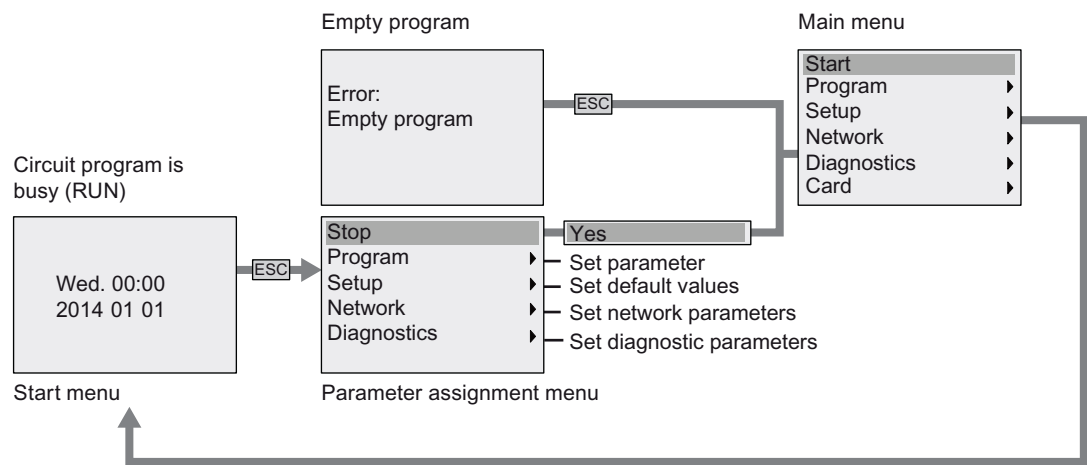 Empty program
Main menu
Error:
Empty program
ESC
Start
Program
Setup
Network
Diagnostics
Card
Circuit program is
busy (RUN)
Wed. 00:00
2014 01 01
ESC
Stop
Program
Setup
Network
Diagnostics
Yes
Set parameter
Set default values
Set network parameters
Set diagnostic parameters
Start menu
Parameter assignment menu